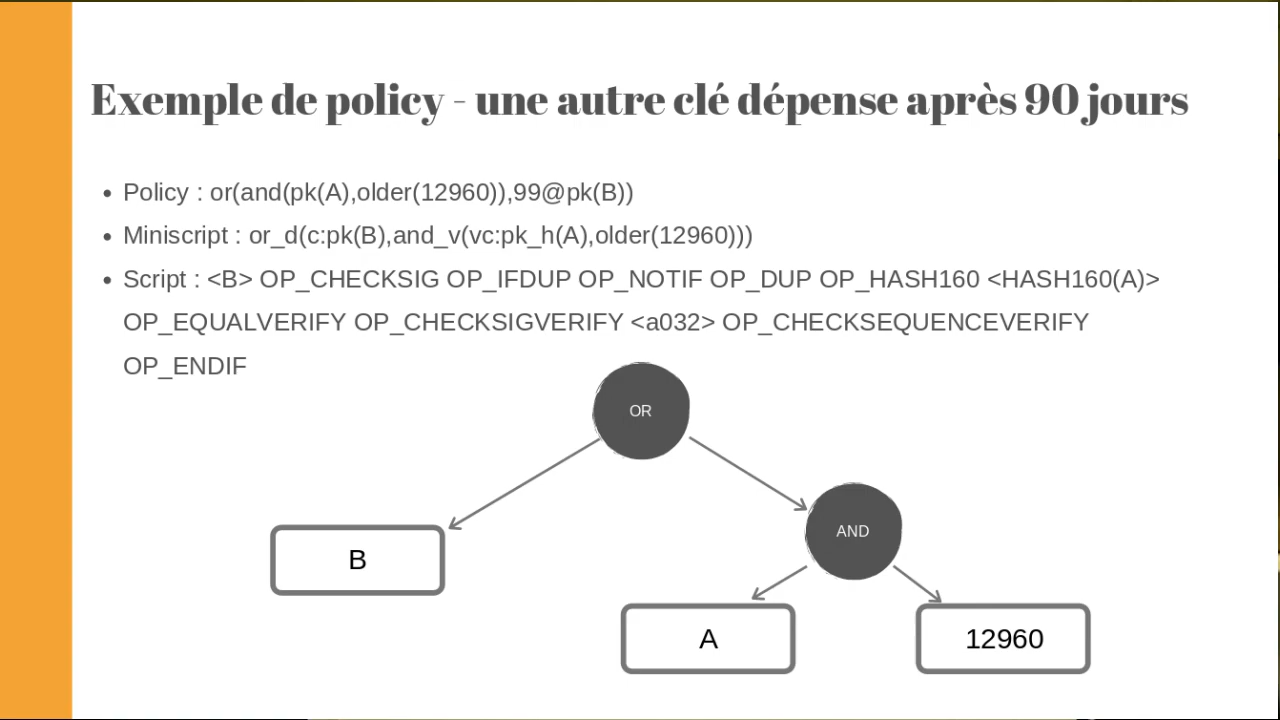 Exemple de policy - une autre clé dépense après 90 jours
• Policy : or(and(pk(A),older(12960)),99@pk(B))
• Miniscript : or_d(c:pk(B),and_v(vc:pk_h(A),older(12960)))
• Script : <B> OP_CHECKSIG OP_IFDUP OP_NOTIF OP_DUP OP_HASH160 <HASH160(A)>
OP_EQUALVERIFY OP_CHECKSIGVERIFY <a032> OP_CHECKSEQUENCEVERIFY
OP_ENDIF
OR
AND
B
A
12960